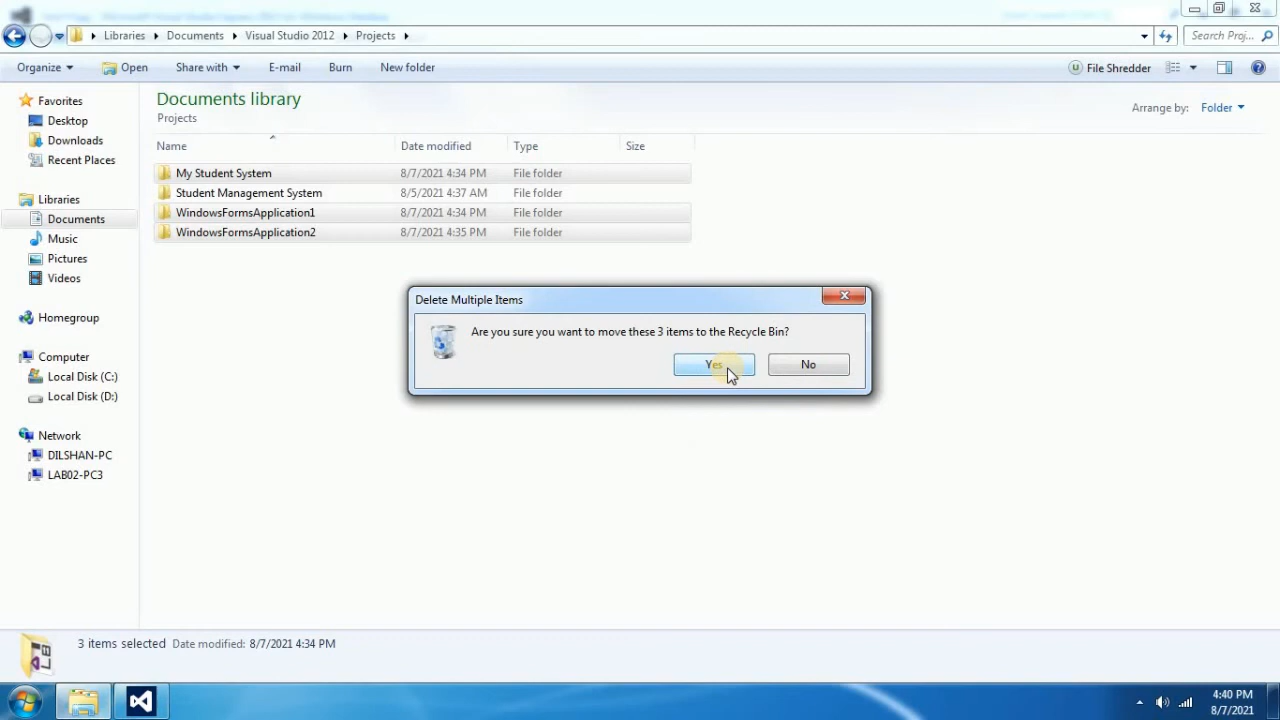 Libraries Documents Visual Studio 2012 Projects
Search Proj...
Organize Open Share with E-mail Burn New folder File Shredder
Favorites
Desktop
Downloads
Recent Places
Libraries
Documents
Music
Pictures
Videos
Homegroup
Computer
Local Disk (C:)
Local Disk (D:)
Network
DILSHAN-PC
LAB02-PC3
Documents library
Projects
Arrange by: Folder
Name Date modified Type Size
My Student System 8/7/2021 4:34 PM File folder
Student Management System 8/5/2021 4:37 AM File folder
WindowsFormsApplication1 8/7/2021 4:34 PM File folder
WindowsFormsApplication2 8/7/2021 4:35 PM File folder
Delete Multiple Items
Are you sure you want to move these 3 items to the Recycle Bin?
Yes No
3 items selected Date modified: 8/7/2021 4:34 PM
4:40 PM
8/7/2021